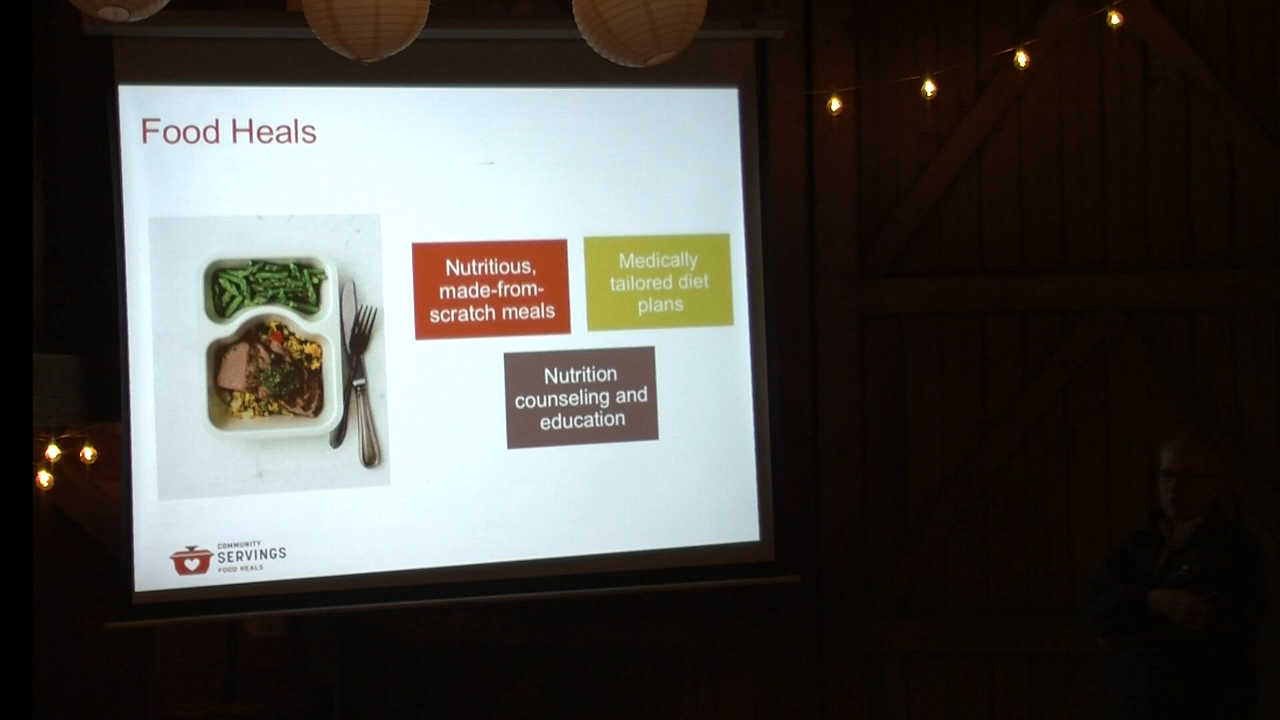 Food Heals
Nutritious,
made-from-
scratch meals
Medically
tailored diet
plans
Nutrition
counseling and
education
COMMUNITY
SERVINGS
FOOD HEALS